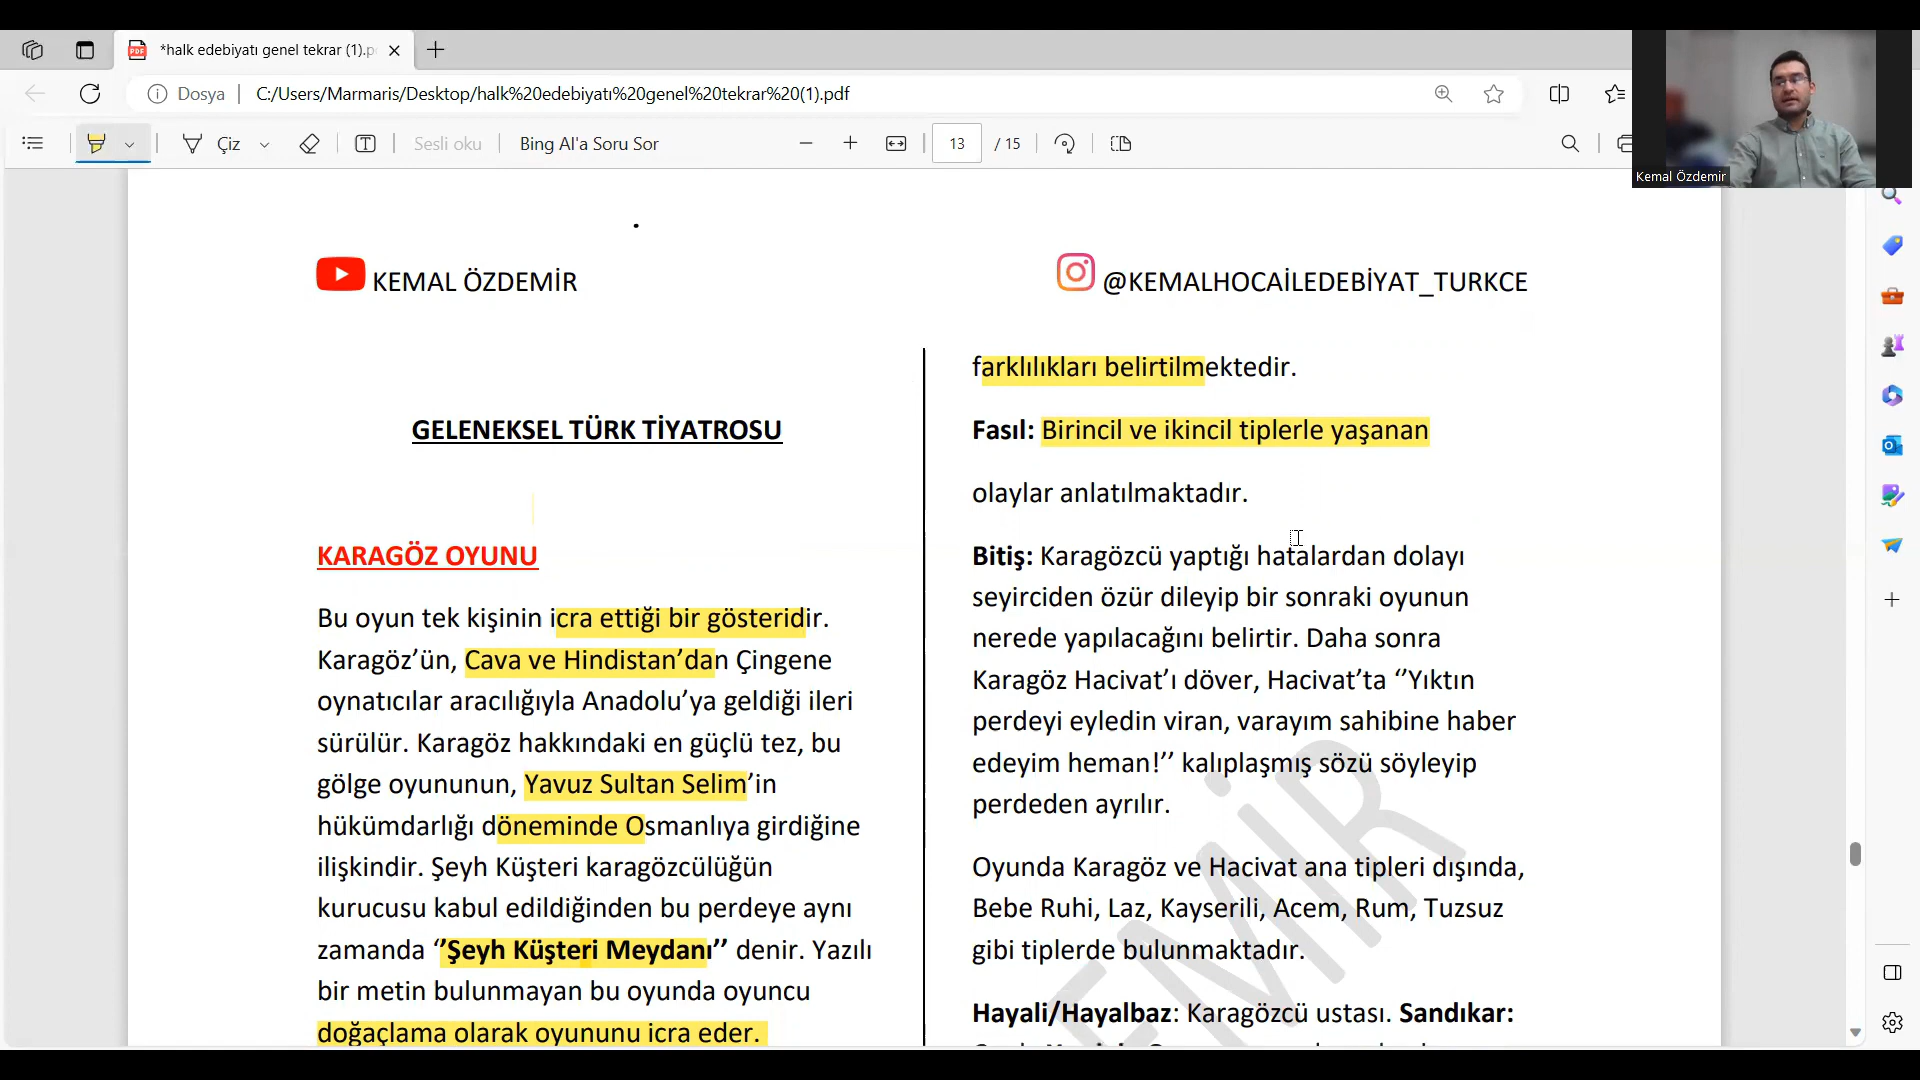 *halk edebiyatı genel tekrar (1).p
Dosya
C:/Users/Marmaris/Desktop/halk%20edebiyatı%20genel%20tekrar%20(1).pdf
Çiz
Sesli oku
Bing AI'a Soru Sor
13
/ 15
Kemal Özdemir
KEMAL ÖZDEMİR
@KEMALHOCAİLEDEBİYAT_TURKCE
GELENEKSEL TÜRK TİYATROSU
KARAGÖZ OYUNU
Bu oyun tek kişinin icra ettiği bir gösteridir.
Karagöz’ün, Cava ve Hindistan’dan Çingene
oynatıcılar aracılığıyla Anadolu’ya geldiği ileri
sürülür. Karagöz hakkındaki en güçlü tez, bu
gölge oyununun, Yavuz Sultan Selim’in
hükümdarlığı döneminde Osmanlıya girdiğine
ilişkindir. Şeyh Küşteri karagözcülüğün
kurucusu kabul edildiğinden bu perdeye aynı
zamanda ‘’Şeyh Küşteri Meydanı’’ denir. Yazılı
bir metin bulunmayan bu oyunda oyuncu
doğaçlama olarak oyununu icra eder.
farklılıkları belirtilmektedir.
Fasıl: Birincil ve ikincil tiplerle yaşanan
olaylar anlatılmaktadır.
Bitiş: Karagözcü yaptığı hatalardan dolayı
seyirciden özür dileyip bir sonraki oyunun
nerede yapılacağını belirtir. Daha sonra
Karagöz Hacivat’ı döver, Hacivat’ta ‘’Yıktın
perdeyi eyledin viran, varayım sahibine haber
edeyim heman!’’ kalıplaşmış sözü söyleyip
perdeden ayrılır.
Oyunda Karagöz ve Hacivat ana tipleri dışında,
Bebe Ruhi, Laz, Kayserili, Acem, Rum, Tuzsuz
gibi tiplerde bulunmaktadır.
Hayali/Hayalbaz: Karagözcü ustası. Sandıkar:
EMİR